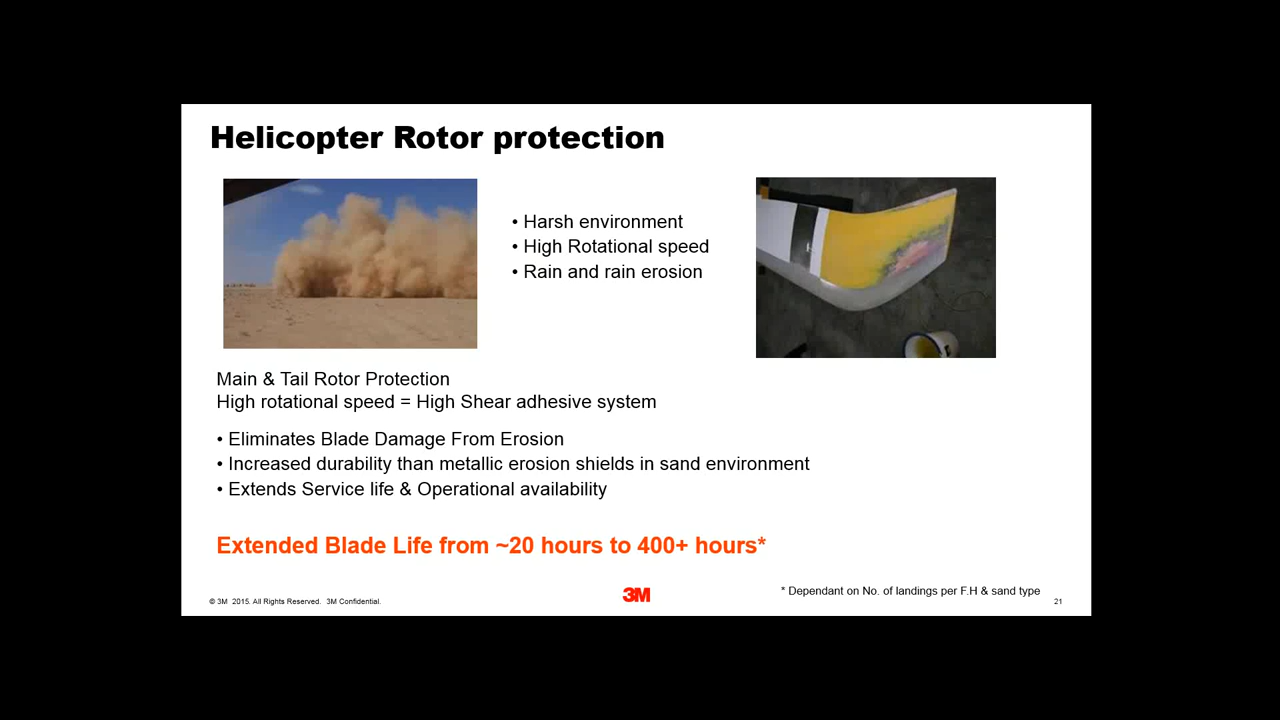 Helicopter Rotor protection
• Harsh environment
• High Rotational speed
• Rain and rain erosion
Main & Tail Rotor Protection
High rotational speed = High Shear adhesive system
• Eliminates Blade Damage From Erosion
• Increased durability than metallic erosion shields in sand environment
• Extends Service life & Operational availability
Extended Blade Life from ~20 hours to 400+ hours*
* Dependant on No. of landings per F.H & sand type
© 3M 2015. All Rights Reserved. 3M Confidential.
3M
21